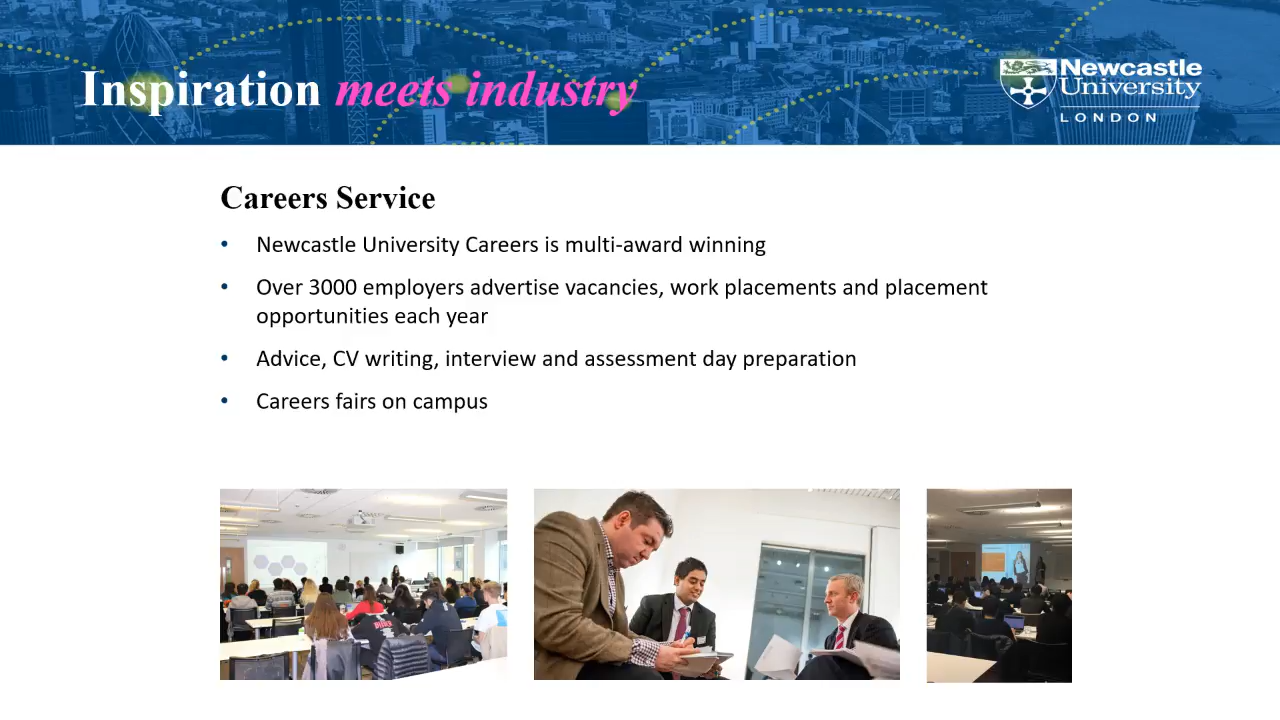 Inspiration meets industry
Newcastle
University
LONDON
Careers Service
• Newcastle University Careers is multi-award winning
• Over 3000 employers advertise vacancies, work placements and placement
opportunities each year
• Advice, CV writing, interview and assessment day preparation
• Careers fairs on campus